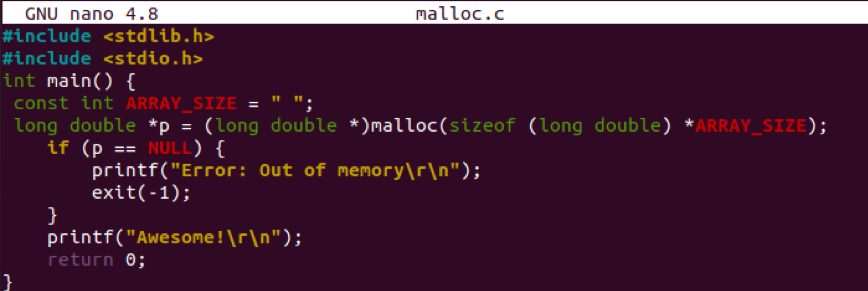 GNU nano 4.8 malloc.c
#include <stdlib.h>
#include <stdio.h>
int main() {
 const int ARRAY_SIZE = " ";
 long double *p = (long double *)malloc(sizeof (long double) *ARRAY_SIZE);
    if (p == NULL) {
        printf("Error: Out of memory\r\n");
        exit(-1);
    }
    printf("Awesome!\r\n");
    return 0;
}